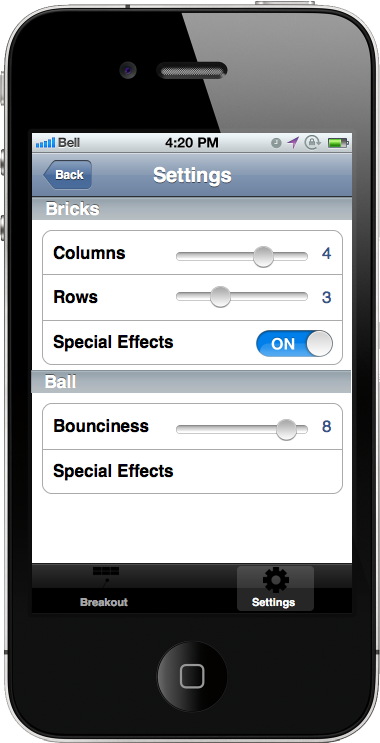 Bell 4:20 PM
Back Settings
Bricks
Columns 4
Rows 3
Special Effects ON
Ball
Bounciness 8
Special Effects
Breakout Settings